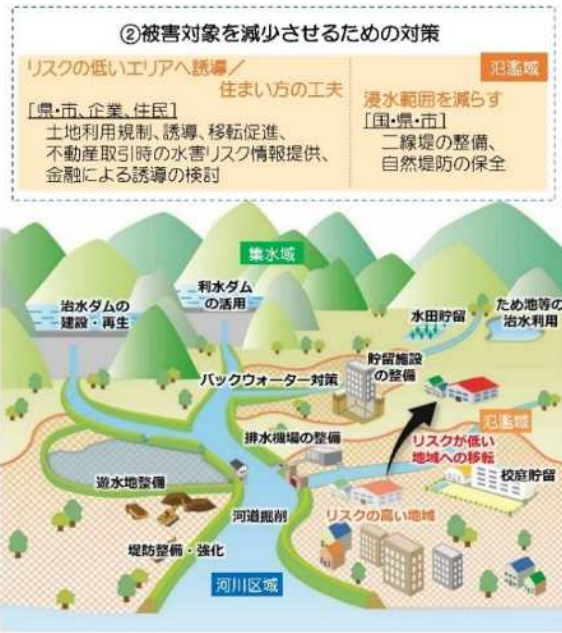 ②被害対象を減少させるための対策
リスクの低いエリアへ誘導／
住まい方の工夫
[県・市、企業、住民]
土地利用規制、誘導、移転促進、
不動産取引時の水害リスク情報提供、
金融による誘導の検討
氾濫域
浸水範囲を減らす
[国・県・市]
二線堤の整備、
自然堤防の保全
集水域
治水ダムの
建設・再生
利水ダム
の活用
水田貯留
ため池等の
治水利用
バックウォーター対策
貯留施設
の整備
氾濫域
排水機場の整備
リスクが低い
地域への移転
遊水地整備
校庭貯留
河道掘削
リスクの高い地域
堤防整備・強化
河川区域